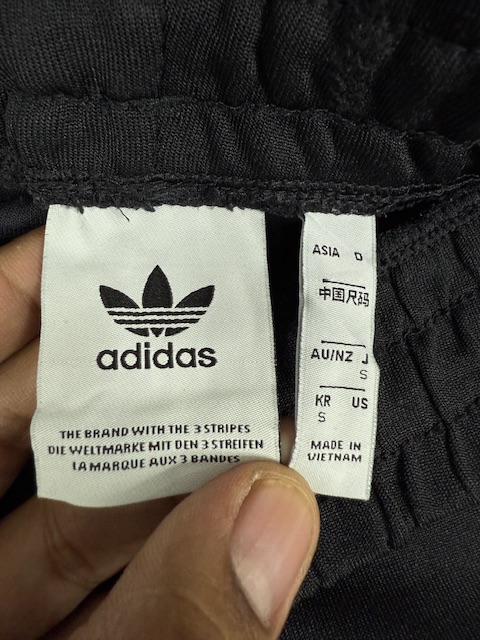 adidas
THE BRAND WITH THE 3 STRIPES
DIE WELTMARKE MIT DEN 3 STREIFEN
LA MARQUE AUX 3 BANDES
ASIA D
中国尺码
AU/NZ J
S
KR US
S
MADE IN
VIETNAM